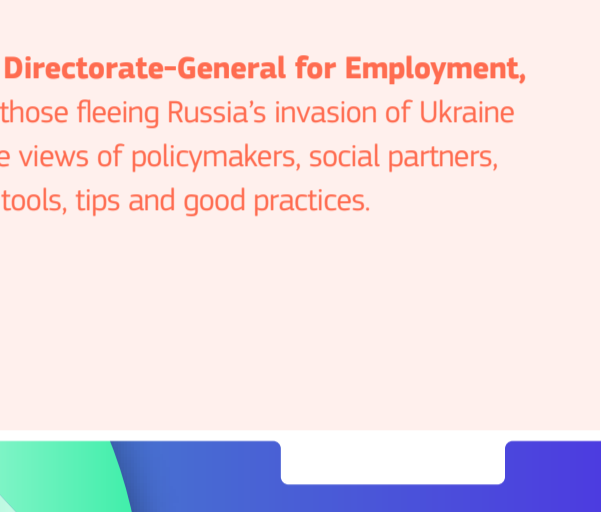 Directorate-General for Employment,
those fleeing Russia's invasion of Ukraine
views of policymakers, social partners,
tools, tips and good practices.